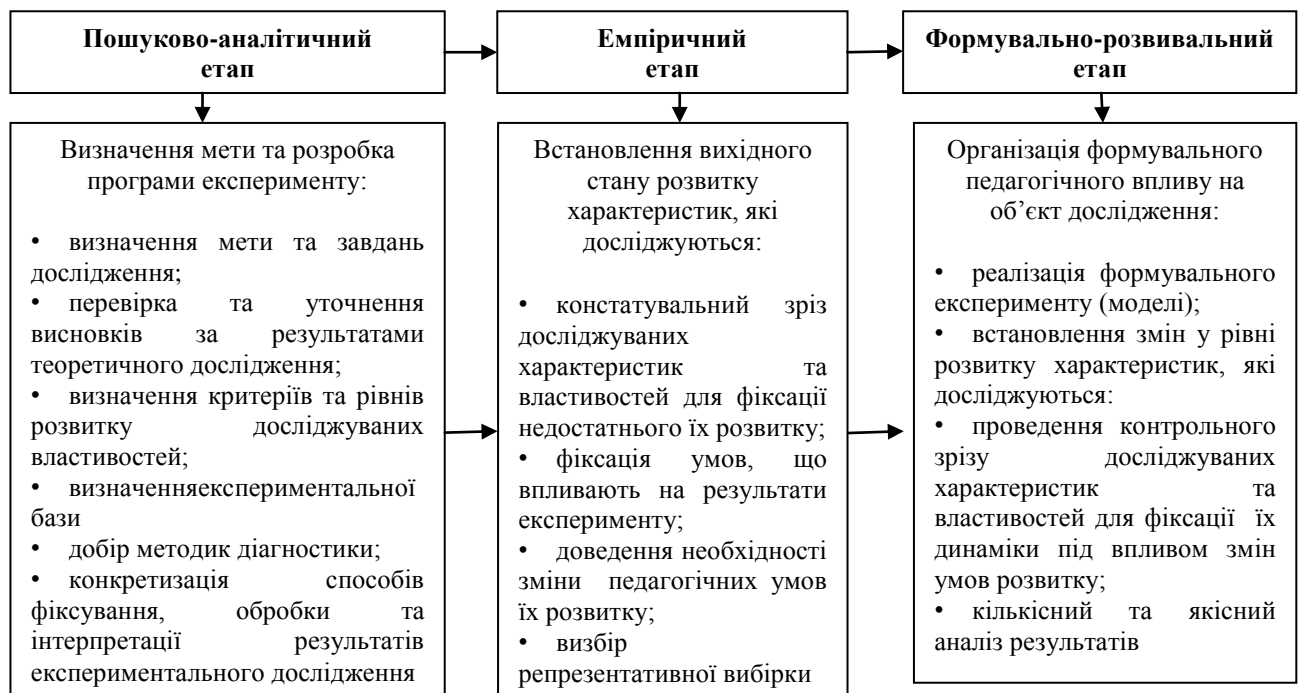 Пошуково-аналітичний
етап
Емпіричний
етап
Формувально-розвивальний
етап
Визначення мети та розробка
програми експерименту:
• визначення мети та завдань
дослідження;
• перевірка та уточнення
висновків за результатами
теоретичного дослідження;
• визначення критеріїв та рівнів
розвитку досліджуваних
властивостей;
• визначенняекспериментальної
бази
• добір методик діагностики;
• конкретизація способів
фіксування, обробки та
інтерпретації результатів
експериментального дослідження
Встановлення вихідного
стану розвитку
характеристик, які
досліджуються:
• констатувальний зріз
досліджуваних
характеристик та
властивостей для фіксації
недостатнього їх розвитку;
• фіксація умов, що
впливають на результати
експерименту;
• доведення необхідності
зміни педагогічних умов
їх розвитку;
• визбір
репрезентативної вибірки
Організація формувального
педагогічного впливу на
об’єкт дослідження:
• реалізація формувального
експерименту (моделі);
• встановлення змін у рівні
розвитку характеристик, які
досліджуються:
• проведення контрольного
зрізу досліджуваних
характеристик та
властивостей для фіксації їх
динаміки під впливом змін
умов розвитку;
• кількісний та якісний
аналіз результатів